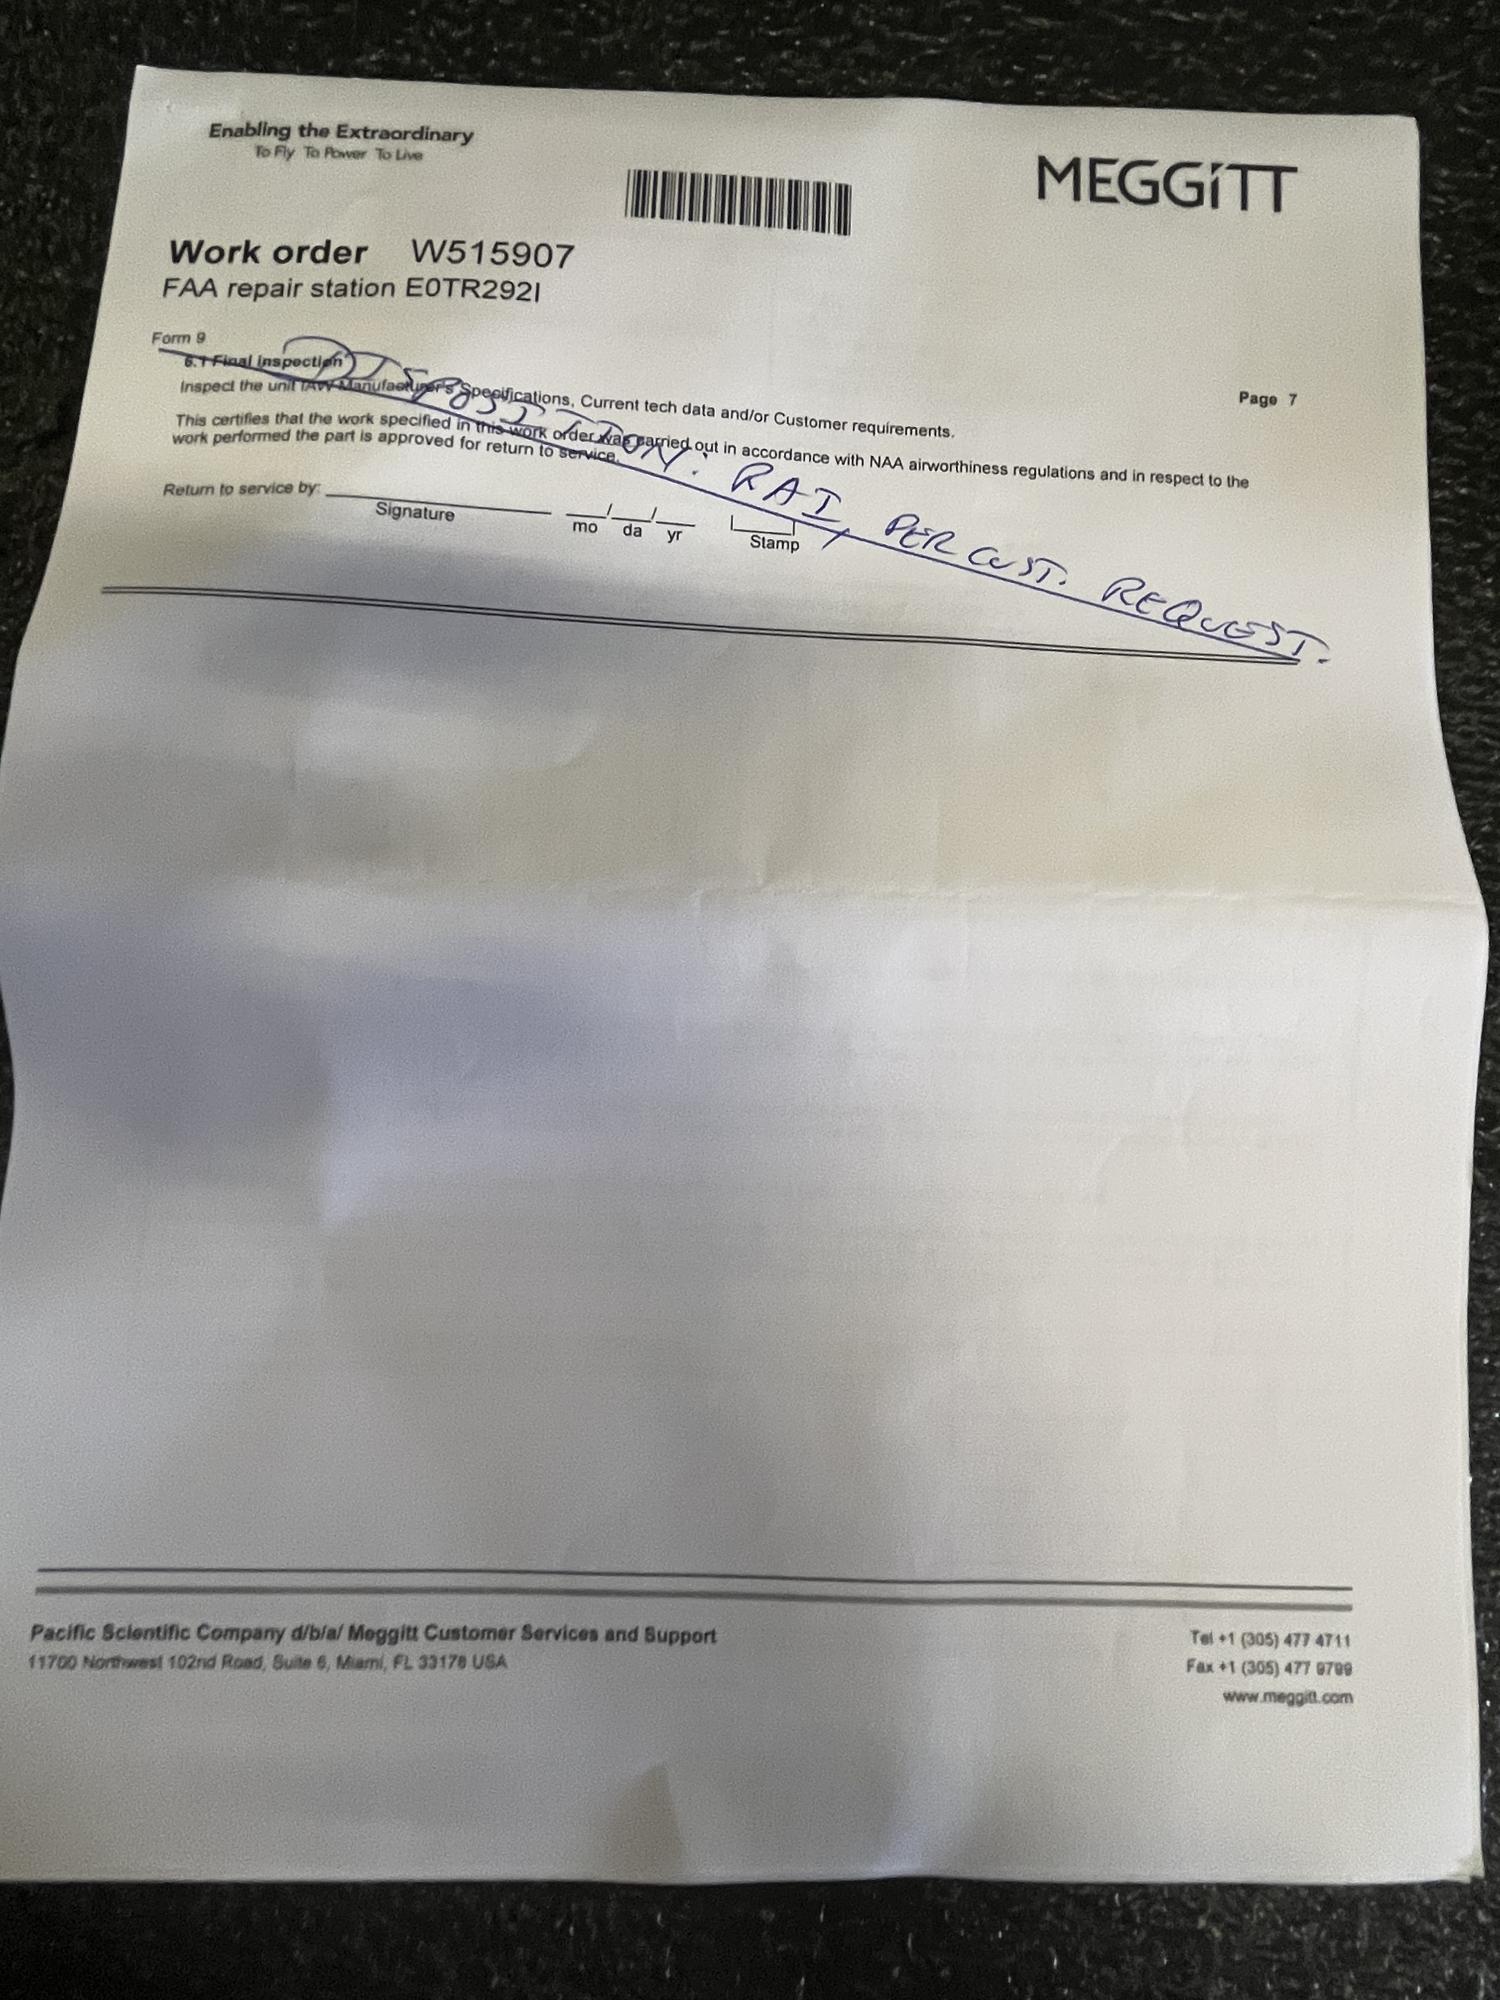 Enabling the Extraordinary
To Fly To Power To Live
MEGGiTT
Work order W515907
FAA repair station E0TR292I
Form 9
Page 7
6.1 Final Inspection
Inspect the unit IAW Manufacturer's Specifications, Current tech data and/or Customer requirements.
This certifies that the work specified in this work order was carried out in accordance with NAA airworthiness regulations and in respect to the
work performed the part is approved for return to service.
DISPOSITION: RAI, PER CUST. REQUEST.
Return to service by:
Signature
mo / da / yr
Stamp
Pacific Scientific Company d/b/a/ Meggitt Customer Services and Support
11700 Northwest 102nd Road, Suite 6, Miami, FL 33178 USA
Tel +1 (305) 477 4711
Fax +1 (305) 477 9799
www.meggitt.com